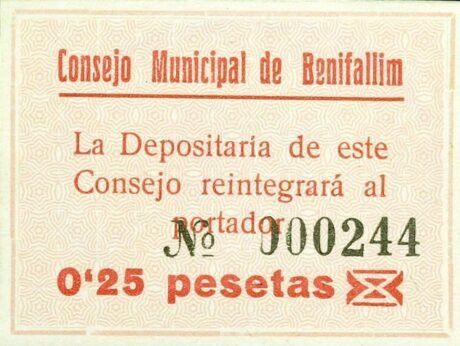 Consejo Municipal de Benifallim
La Depositaría de este
Consejo reintegrará al
portador
Nº 000244
0'25 pesetas